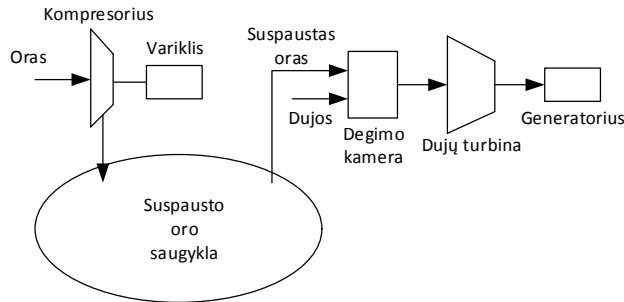 Kompresorius
Oras
Variklis
Suspaustas
oras
Dujos
Degimo
kamera
Dujų turbina
Generatorius
Suspausto
oro
saugykla